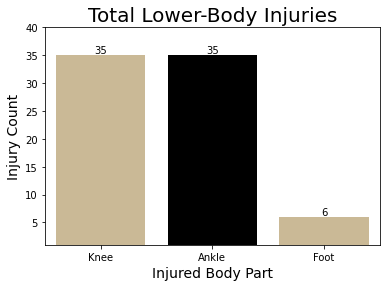 Total Lower-Body Injuries
Injury Count
40
35
30
25
20
15
10
5
35
35
6
Knee
Ankle
Foot
Injured Body Part